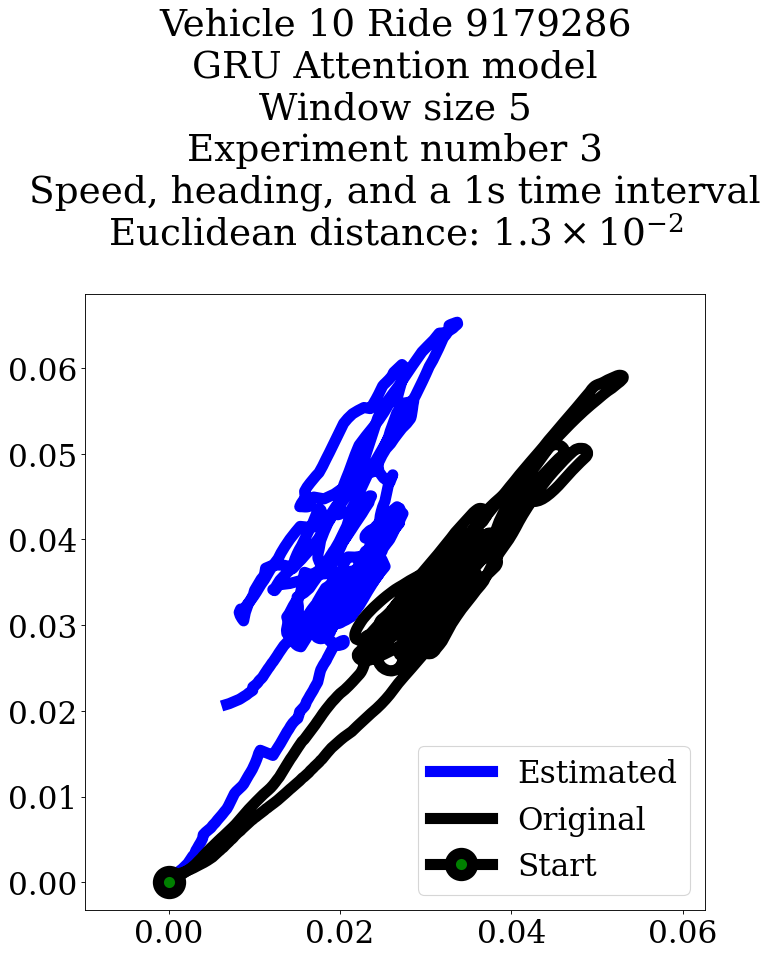 Vehicle 10 Ride 9179286
GRU Attention model
Window size 5
Experiment number 3
Speed, heading, and a 1s time interval
Euclidean distance: 1.3 × 10⁻²
0.06
0.05
0.04
0.03
0.02
0.01
0.00
Estimated
Original
Start
0.00 0.02 0.04 0.06